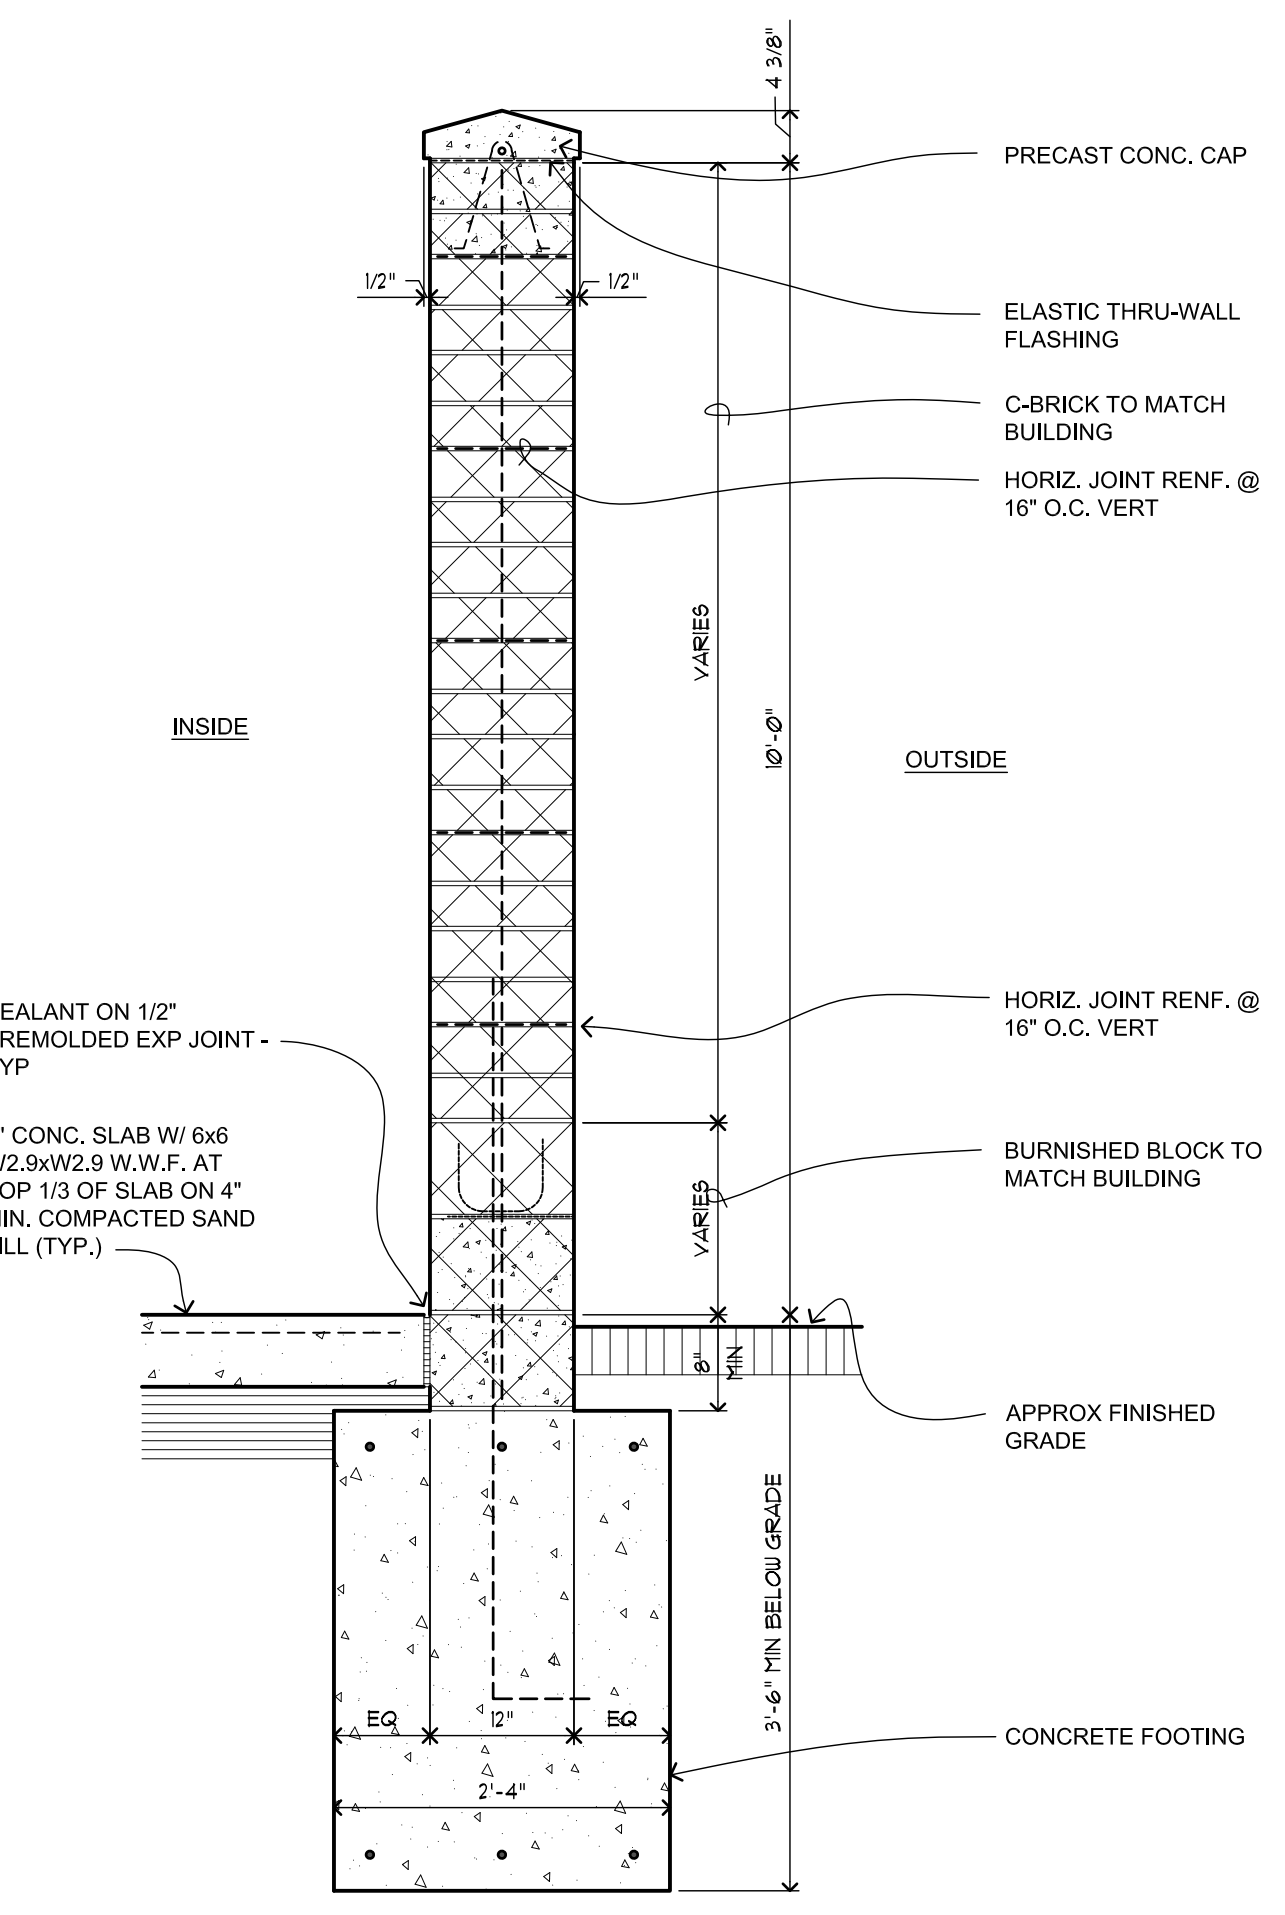 4 3/8"
PRECAST CONC. CAP
1/2"
1/2"
ELASTIC THRU-WALL
FLASHING
C-BRICK TO MATCH
BUILDING
HORIZ. JOINT RENF. @
16" O.C. VERT
VARIES
INSIDE
10'-0"
OUTSIDE
EALANT ON 1/2"
REMOLDED EXP JOINT -
YP
HORIZ. JOINT RENF. @
16" O.C. VERT
" CONC. SLAB W/ 6x6
/2.9xW2.9 W.W.F. AT
OP 1/3 OF SLAB ON 4"
IN. COMPACTED SAND
ILL (TYP.)
BURNISHED BLOCK TO
MATCH BUILDING
VARIES
8"
MIN
APPROX FINISHED
GRADE
3'-6" MIN BELOW GRADE
EQ
12"
EQ
CONCRETE FOOTING
2'-4"